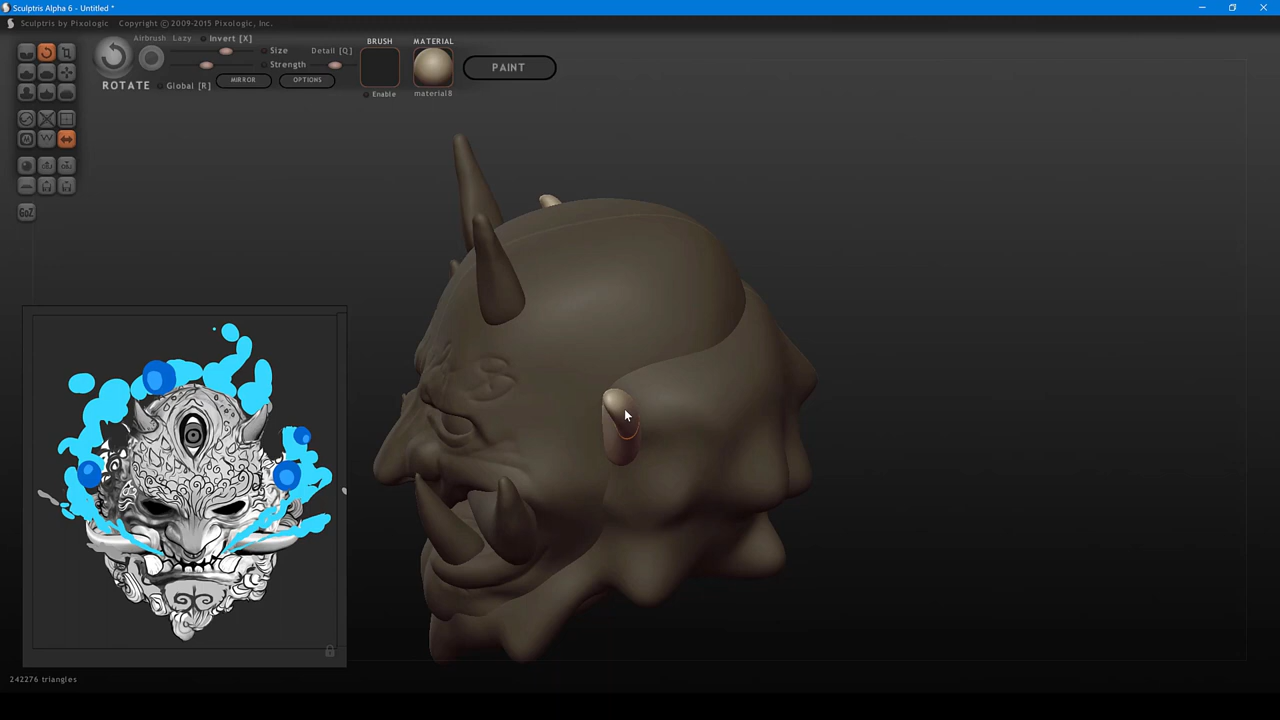 Sculptris Alpha 6 - Untitled *
Sculptris by Pixologic Copyright © 2009-2015 Pixologic, Inc.
Airbrush Lazy Invert [X]
Size Detail [Q]
Strength
ROTATE Global [R] MIRROR OPTIONS
BRUSH
Enable
MATERIAL
material8
PAINT
GoZ
242276 triangles